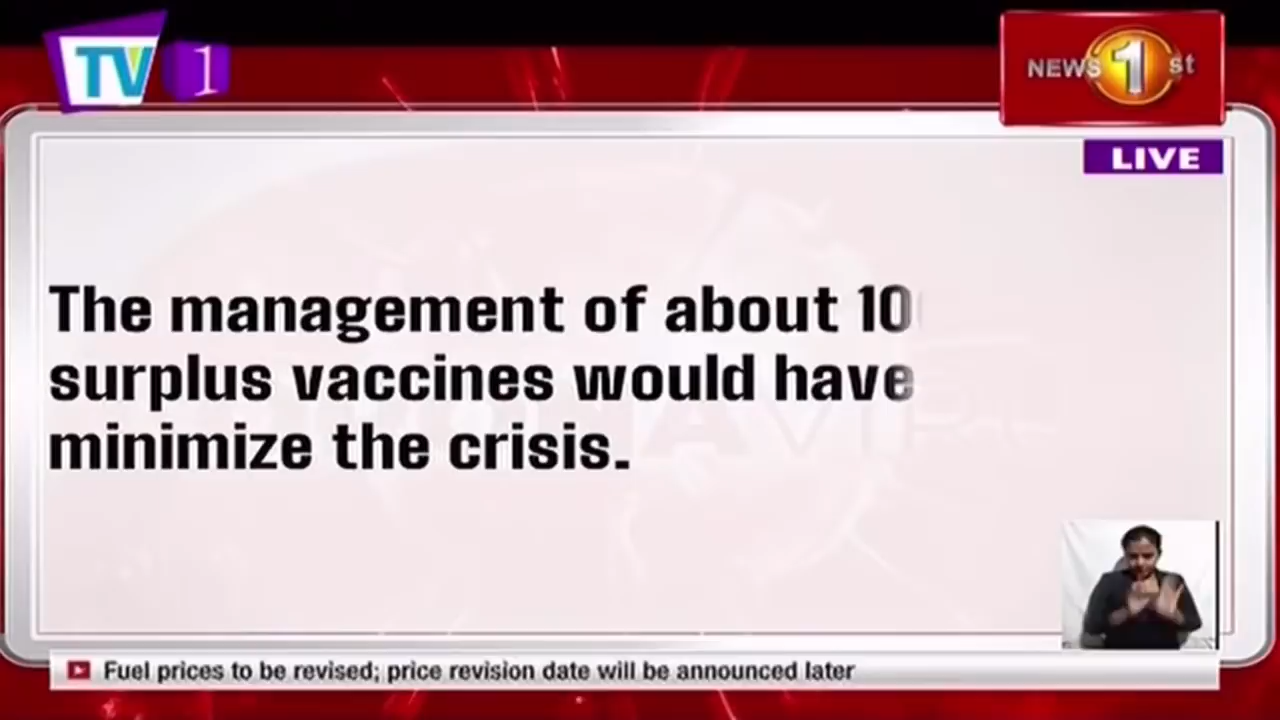 TV 1
NEWS 1st
LIVE
The management of about
surplus vaccines would have
minimize the crisis.
Fuel prices to be revised; price revision date will be announced later